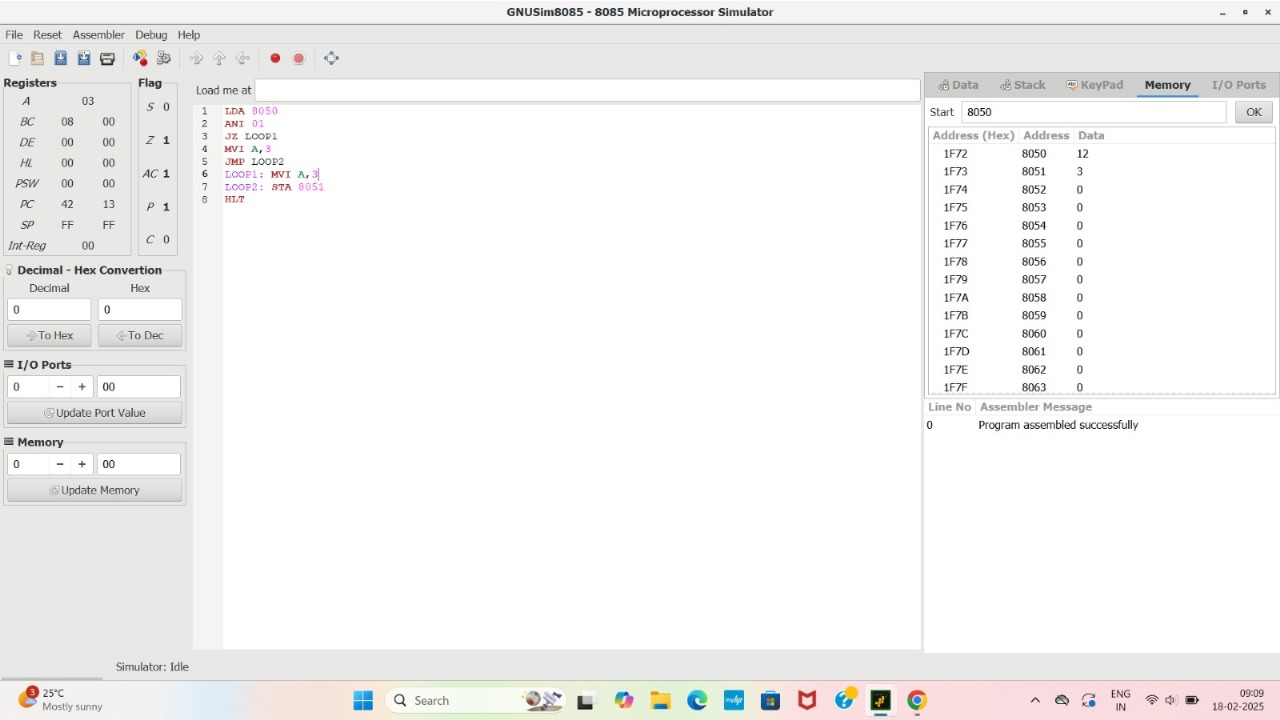 GNUSim8085 - 8085 Microprocessor Simulator
File Reset Assembler Debug Help
Registers
A 03
BC 08 00
DE 00 00
HL 00 00
PSW 00 00
PC 42 13
SP FF FF
Int-Reg 00
Flag
S 0
Z 1
AC 1
P 1
C 0
Decimal - Hex Convertion
Decimal Hex
0 0
To Hex To Dec
I/O Ports
0 - + 00
Update Port Value
Memory
0 - + 00
Update Memory
Load me at
1 LDA 8050
2 ANI 01
3 JZ LOOP1
4 MVI A,3
5 JMP LOOP2
6 LOOP1: MVI A,3
7 LOOP2: STA 8051
8 HLT
Data Stack KeyPad Memory I/O Ports
Start 8050 OK
Address (Hex) Address Data
1F72 8050 12
1F73 8051 3
1F74 8052 0
1F75 8053 0
1F76 8054 0
1F77 8055 0
1F78 8056 0
1F79 8057 0
1F7A 8058 0
1F7B 8059 0
1F7C 8060 0
1F7D 8061 0
1F7E 8062 0
1F7F 8063 0
Line No Assembler Message
0 Program assembled successfully
Simulator: Idle
3
25°C
Mostly sunny
Search
ENG
IN
09:09
18-02-2025